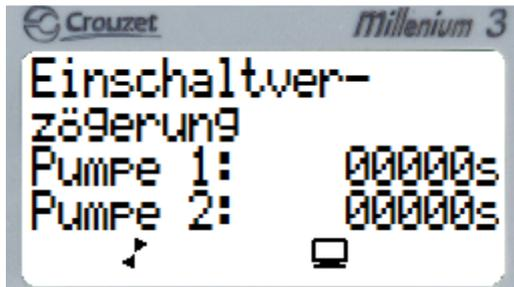 Crouzet Millenium 3
Einschaltver-
zögerung
Pumpe 1: 00000s
Pumpe 2: 00000s